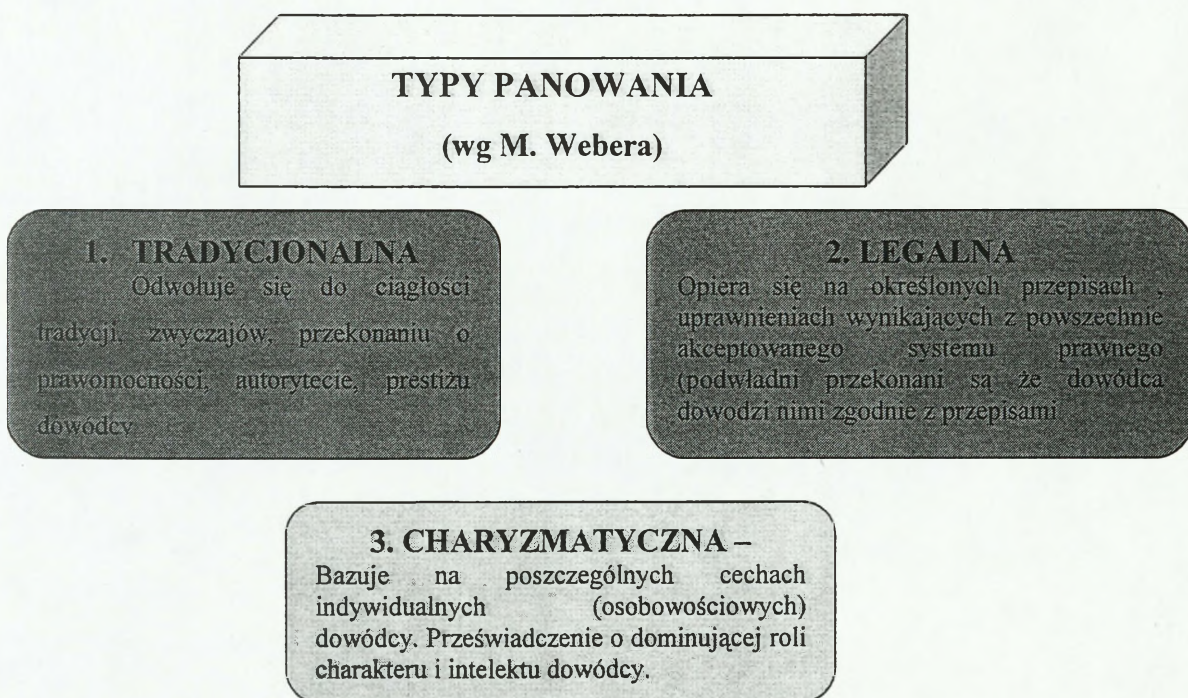 TYPY PANOWANIA
(wg M. Webera)
1. TRADYCJONALNA
Odwołuje się do ciągłości
tradycji, zwyczajów, przekonaniu o
prawomocności, autorytecie, prestiżu
dowódcy
2. LEGALNA
Opiera się na określonych przepisach ,
uprawnieniach wynikających z powszechnie
akceptowanego systemu prawnego
(podwładni przekonani są że dowódca
dowodzi nimi zgodnie z przepisami
3. CHARYZMATYCZNA –
Bazuje na poszczególnych cechach
indywidualnych (osobowościowych)
dowódcy. Przeświadczenie o dominującej roli
charakteru i intelektu dowódcy.